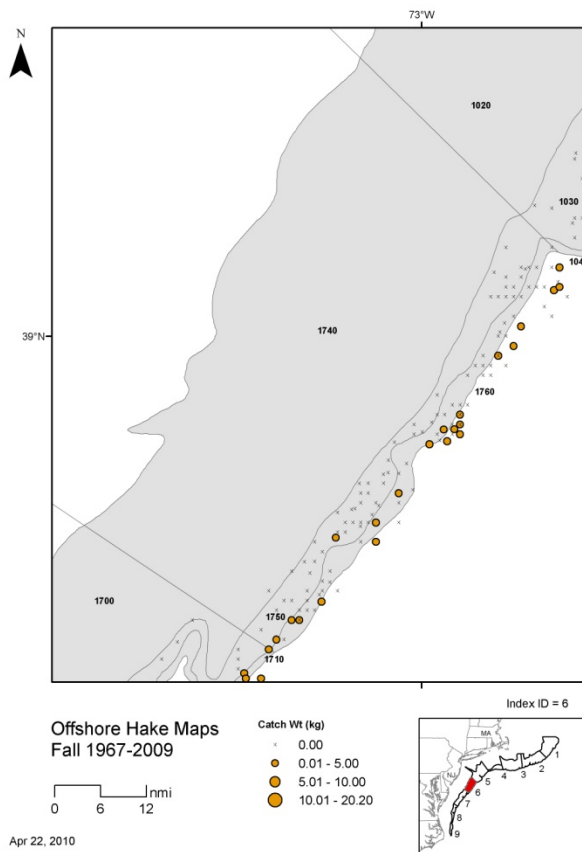 73°W
N
1020
1030
104
1740
39°N
1760
1700
1750
1710
Index ID = 6
Offshore Hake Maps
Fall 1967-2009
Catch Wt (kg)
0.00
0.01 - 5.00
5.01 - 10.00
10.01 - 20.20
0 6 12 nmi
Apr 22, 2010
MA
NJ
1
2
3
4
5
6
7
8
9